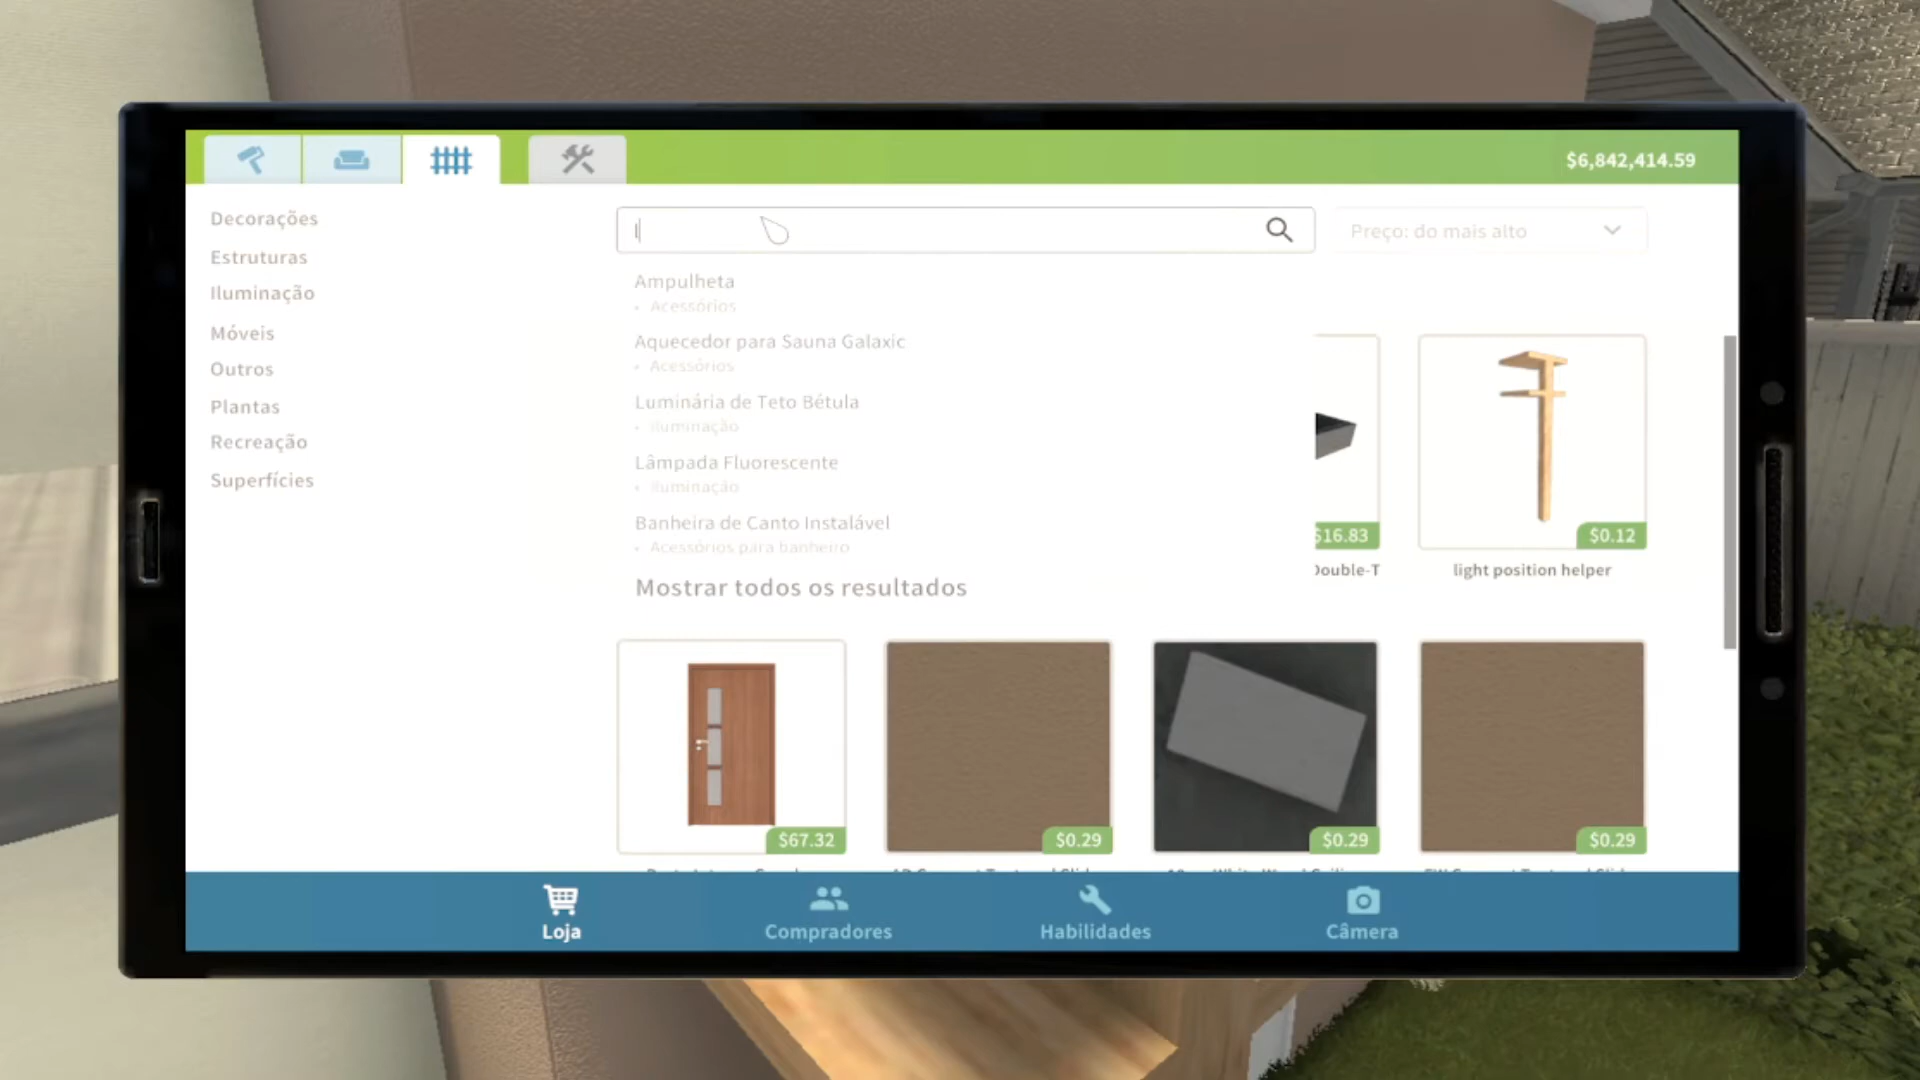 $6,842,414.59
Decorações
Estruturas
Iluminação
Móveis
Outros
Plantas
Recreação
Superfícies
l
Preço: do mais alto
Ampulheta
• Acessórios
Aquecedor para Sauna Galaxic
• Acessórios
Luminária de Teto Bétula
• Iluminação
Lâmpada Fluorescente
• Iluminação
Banheira de Canto Instalável
• Acessórios para banheiro
Mostrar todos os resultados
$16.83
Double-T
$0.12
light position helper
$67.32
$0.29
$0.29
$0.29
Loja
Compradores
Habilidades
Câmera